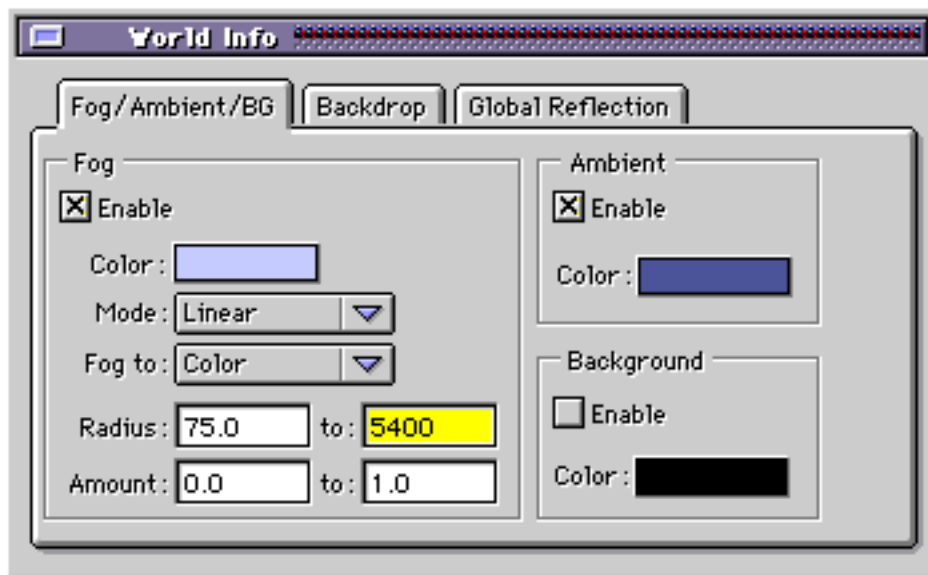 World Info
Fog/Ambient/BG Backdrop Global Reflection
Fog
Enable
Color:
Mode: Linear
Fog to: Color
Radius: 75.0 to: 5400
Amount: 0.0 to: 1.0
Ambient
Enable
Color:
Background
Enable
Color: